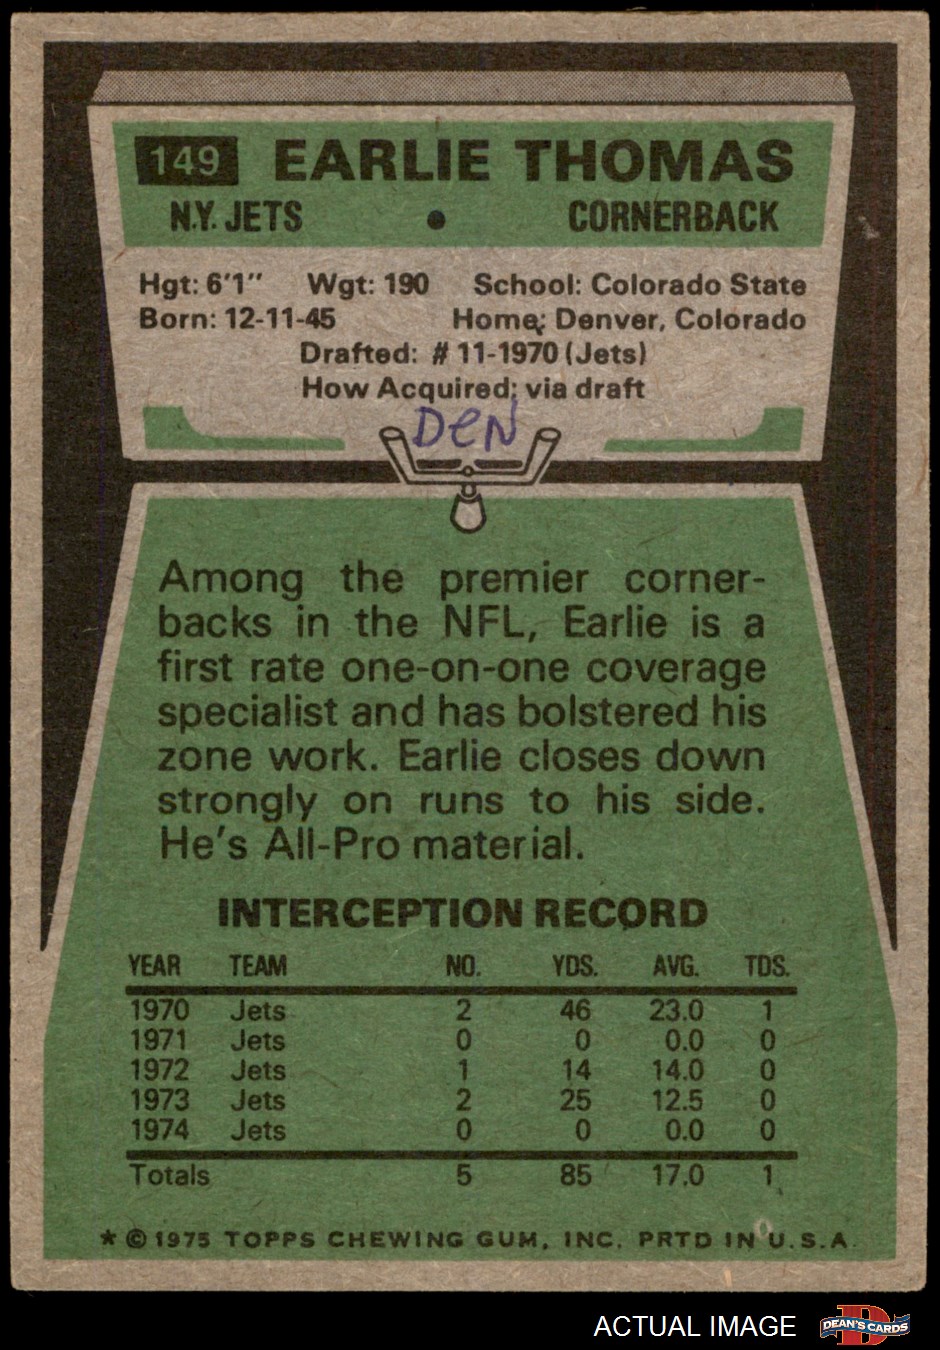 149 EARLIE THOMAS
N.Y. JETS • CORNERBACK
Hgt: 6'1" Wgt: 190 School: Colorado State
Born: 12-11-45 Home: Denver, Colorado
Drafted: #11-1970 (Jets)
How Acquired: via draft
DeN
Among the premier corner-
backs in the NFL, Earlie is a
first rate one-on-one coverage
specialist and has bolstered his
zone work. Earlie closes down
strongly on runs to his side.
He's All-Pro material.
INTERCEPTION RECORD
YEAR TEAM NO. YDS. AVG. TDS.
1970 Jets 2 46 23.0 1
1971 Jets 0 0 0.0 0
1972 Jets 1 14 14.0 0
1973 Jets 2 25 12.5 0
1974 Jets 0 0 0.0 0
Totals 5 85 17.0 1
* © 1975 TOPPS CHEWING GUM, INC. PRTD IN U.S.A.
ACTUAL IMAGE D DEAN'S CARDS